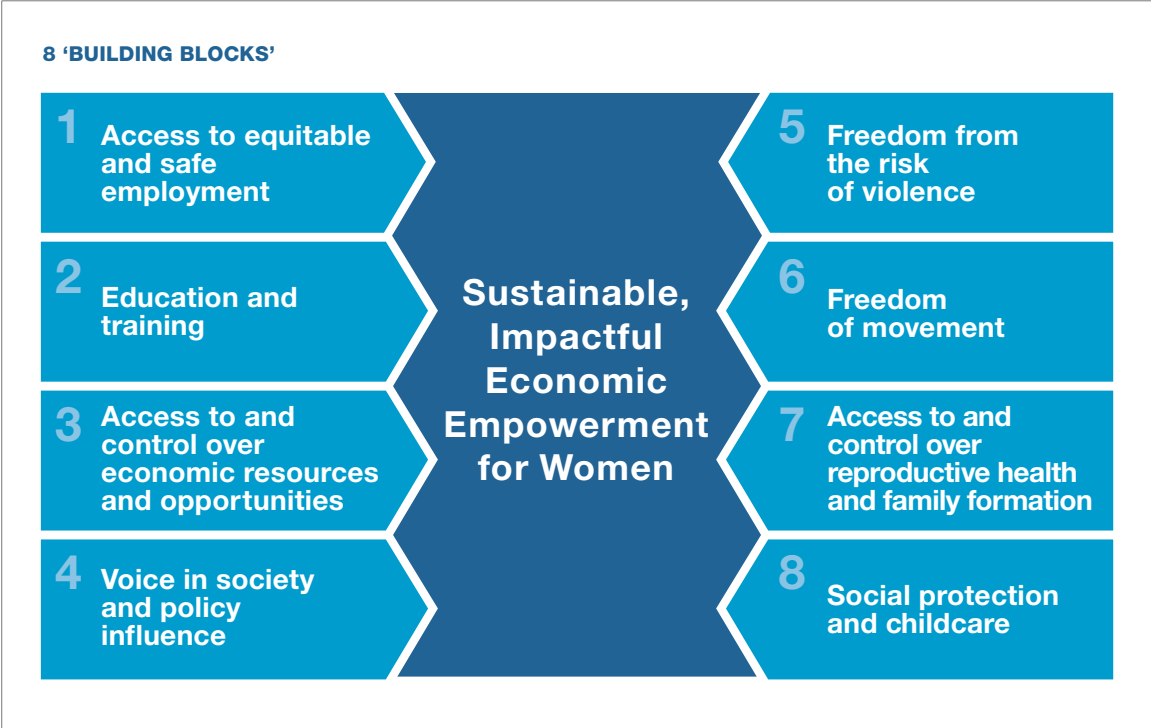 8 ‘BUILDING BLOCKS’
1
Access to equitable
and safe
employment
2
Education and
training
3
Access to and
control over
economic resources
and opportunities
4
Voice in society
and policy
influence
Sustainable,
Impactful
Economic
Empowerment
for Women
5
Freedom from
the risk
of violence
6
Freedom
of movement
7
Access to and
control over
reproductive health
and family formation
8
Social protection
and childcare